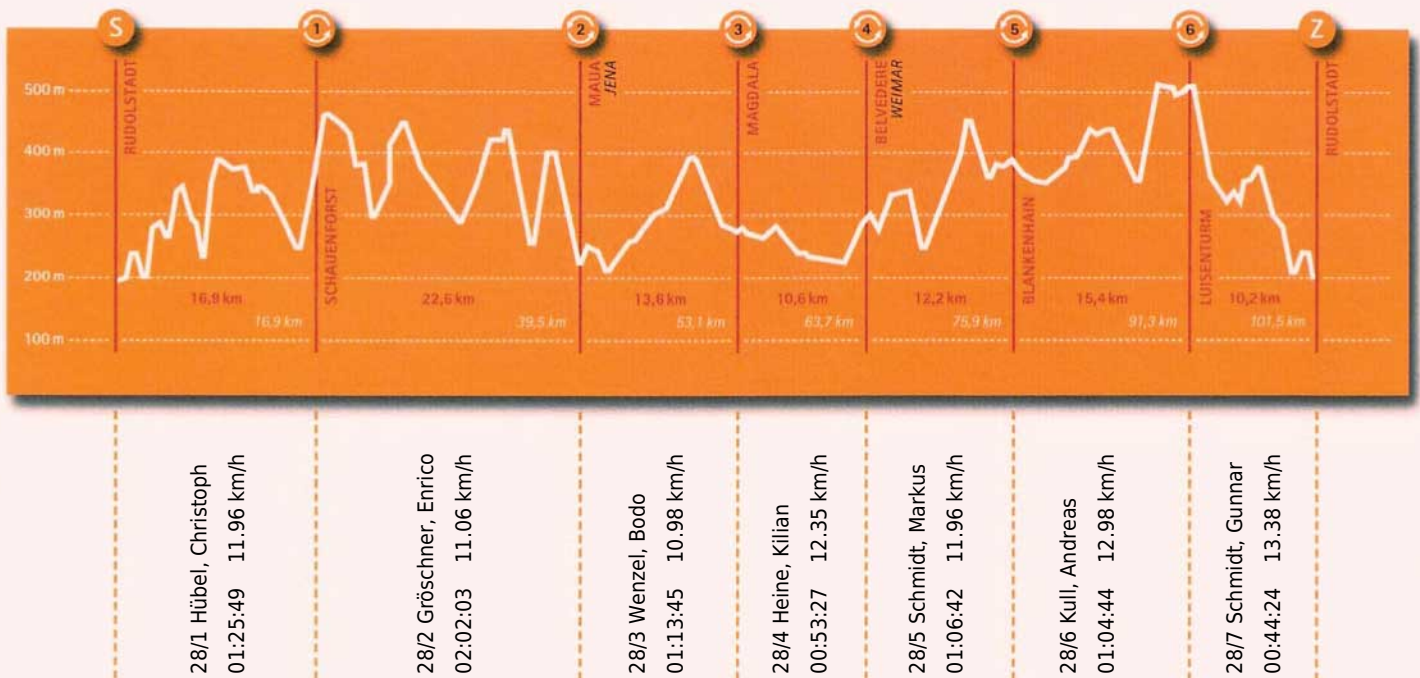 S
1
2
3
4
5
6
Z
500 m
400 m
300 m
200 m
100 m
RUDOLSTADT
SCHAUENFORST
MAUA
JENA
MAGDALA
BELVEDERE
WEIMAR
BLANKENHAIN
LUISENTURM
RUDOLSTADT
16,9 km
22,6 km
13,6 km
10,6 km
12,2 km
15,4 km
10,2 km
16,9 km
39,5 km
53,1 km
63,7 km
75,9 km
91,3 km
101,5 km
28/1 Hübel, Christoph
01:25:49 11.96 km/h
28/2 Gröschner, Enrico
02:02:03 11.06 km/h
28/3 Wenzel, Bodo
01:13:45 10.98 km/h
28/4 Heine, Kilian
00:53:27 12.35 km/h
28/5 Schmidt, Markus
01:06:42 11.96 km/h
28/6 Kull, Andreas
01:04:44 12.98 km/h
28/7 Schmidt, Gunnar
00:44:24 13.38 km/h